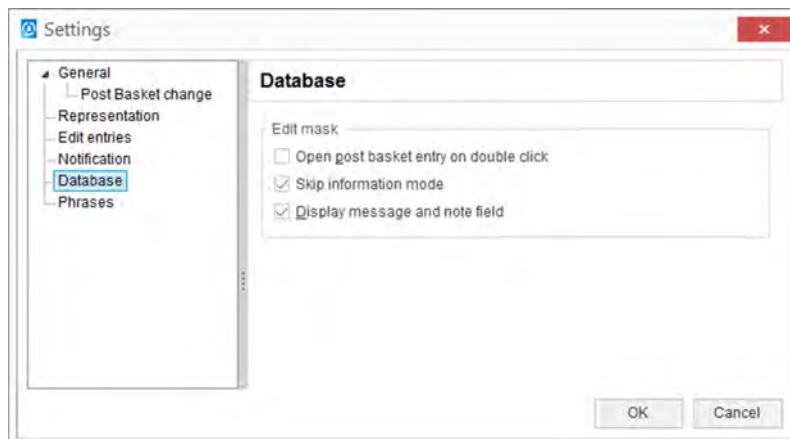 Settings
General
Post Basket change
Representation
Edit entries
Notification
Database
Phrases
Database
Edit mask
Open post basket entry on double click
Skip information mode
Display message and note field
OK
Cancel